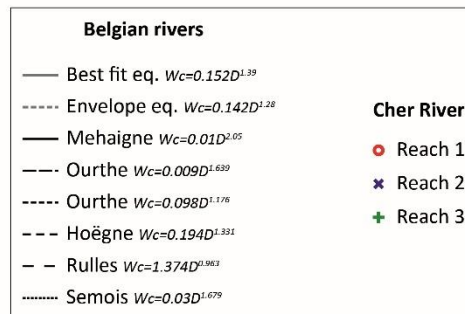 Belgian rivers
Best fit eq. Wc=0.152D^1.39
Envelope eq. Wc=0.142D^1.28
Mehaigne Wc=0.01D^2.05
Ourthe Wc=0.009D^1.639
Ourthe Wc=0.098D^1.176
Hoëgne Wc=0.194D^1.331
Rulles Wc=1.374D^0.963
Semois Wc=0.03D^1.679
Cher River
Reach 1
Reach 2
Reach 3